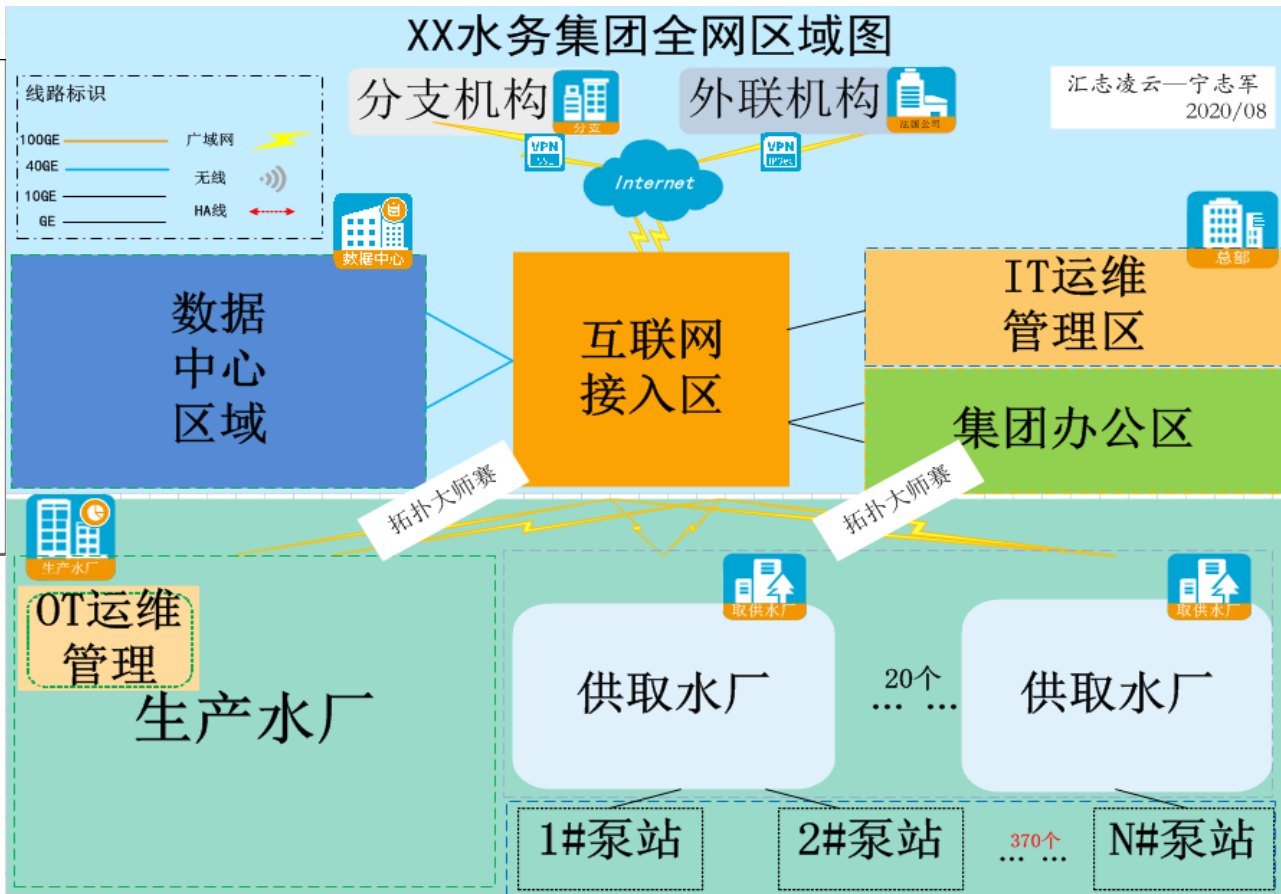 XX水务集团全网区域图
线路标识
100GE
广域网
40GE
无线
10GE
HA线
GE
分支机构
分支
外联机构
法国公司
汇志凌云—宁志军
2020/08
VPN
SSL
VPN
IPSec
Internet
数据中心
总部
数据
中心
区域
互联网
接入区
IT运维
管理区
集团办公区
拓扑大师赛
拓扑大师赛
生产水厂
OT运维
管理
生产水厂
取供水厂
取供水厂
供取水厂
20个
... ...
供取水厂
1#泵站
2#泵站
370个
... ...
N#泵站